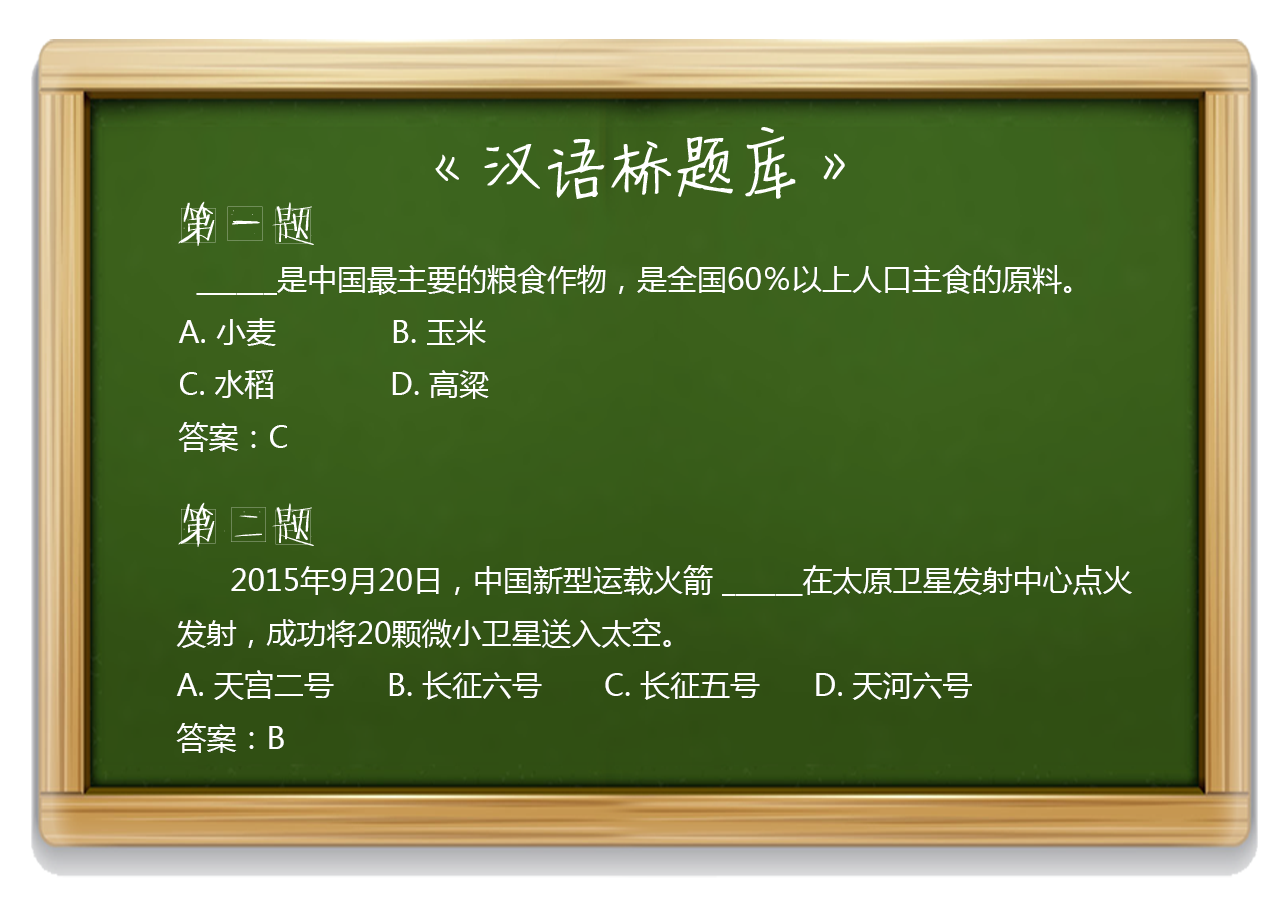 《汉语桥题库》
第一题
______是中国最主要的粮食作物，是全国60%以上人口主食的原料。
A. 小麦 B. 玉米
C. 水稻 D. 高粱
答案：C
第二题
2015年9月20日，中国新型运载火箭 ______在太原卫星发射中心点火
发射，成功将20颗微小卫星送入太空。
A. 天宫二号 B. 长征六号 C. 长征五号 D. 天河六号
答案：B